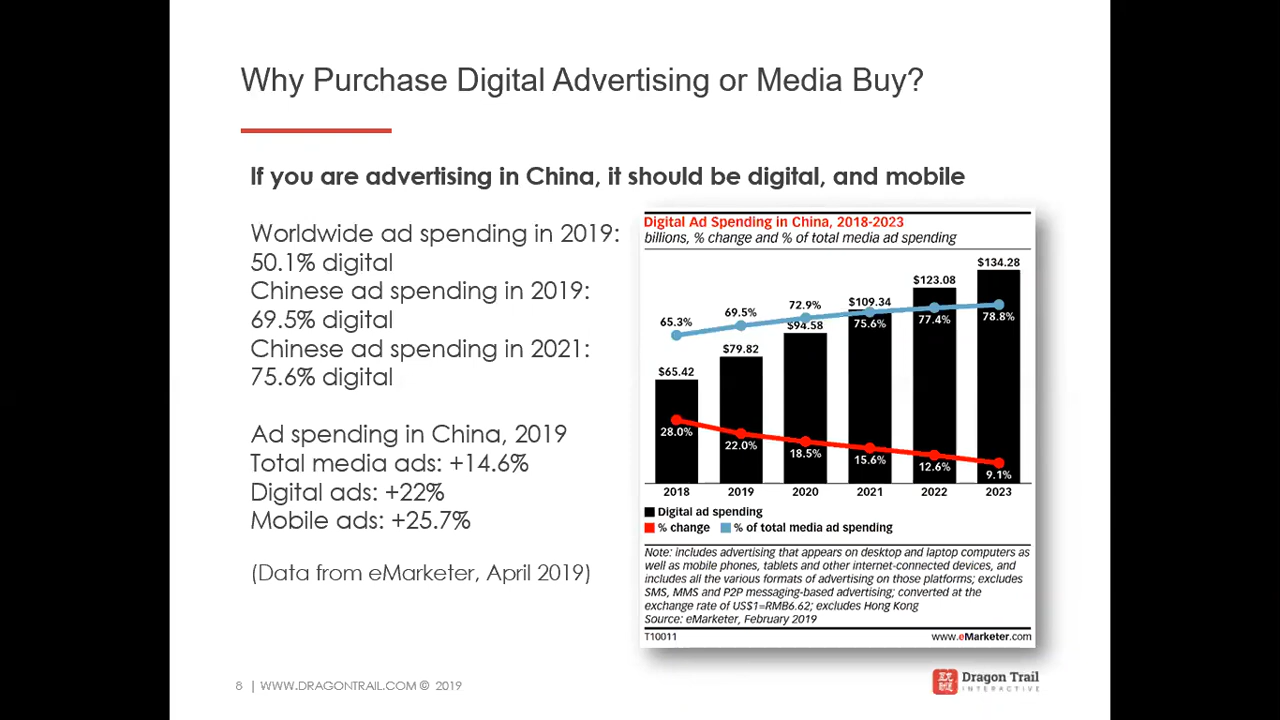 Why Purchase Digital Advertising or Media Buy?
If you are advertising in China, it should be digital, and mobile
Worldwide ad spending in 2019:
50.1% digital
Chinese ad spending in 2019:
69.5% digital
Chinese ad spending in 2021:
75.6% digital
Ad spending in China, 2019
Total media ads: +14.6%
Digital ads: +22%
Mobile ads: +25.7%
(Data from eMarketer, April 2019)
Digital Ad Spending in China, 2018-2023
billions, % change and % of total media ad spending
$134.28
$123.08
$109.34
$94.58
$79.82
$65.42
65.3% 69.5% 72.9% 75.6% 77.4% 78.8%
28.0% 22.0% 18.5% 15.6% 12.6% 9.1%
2018 2019 2020 2021 2022 2023
Digital ad spending
% change % of total media ad spending
Note: includes advertising that appears on desktop and laptop computers as
well as mobile phones, tablets and other internet-connected devices, and
includes all the various formats of advertising on those platforms; excludes
SMS, MMS and P2P messaging-based advertising; converted at the
exchange rate of US$1=RMB6.62; excludes Hong Kong
Source: eMarketer, February 2019
T10011 www.eMarketer.com
8 | WWW.DRAGONTRAIL.COM © 2019
Dragon Trail
INTERACTIVE